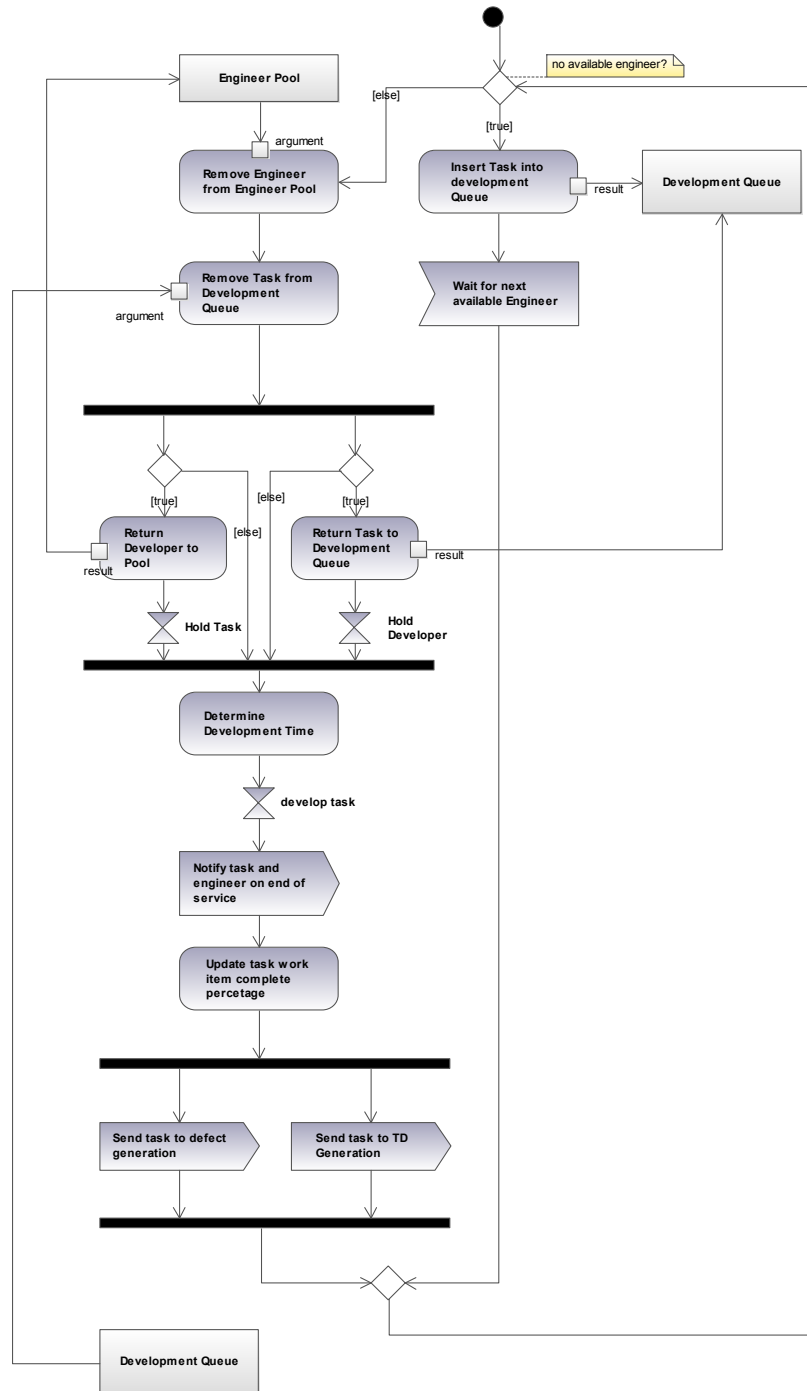 no available engineer?
Engineer Pool
[else]
[true]
argument
Remove Engineer
from Engineer Pool
Insert Task into
development
Queue
result
Development Queue
Remove Task from
Development
Queue
argument
Wait for next
available Engineer
[true]
[else]
[else]
[true]
Return
Developer to
Pool
result
Return Task to
Development
Queue
result
Hold Task
Hold
Developer
Determine
Development Time
develop task
Notify task and
engineer on end of
service
Update task work
item complete
percetage
Send task to defect
generation
Send task to TD
Generation
Development Queue